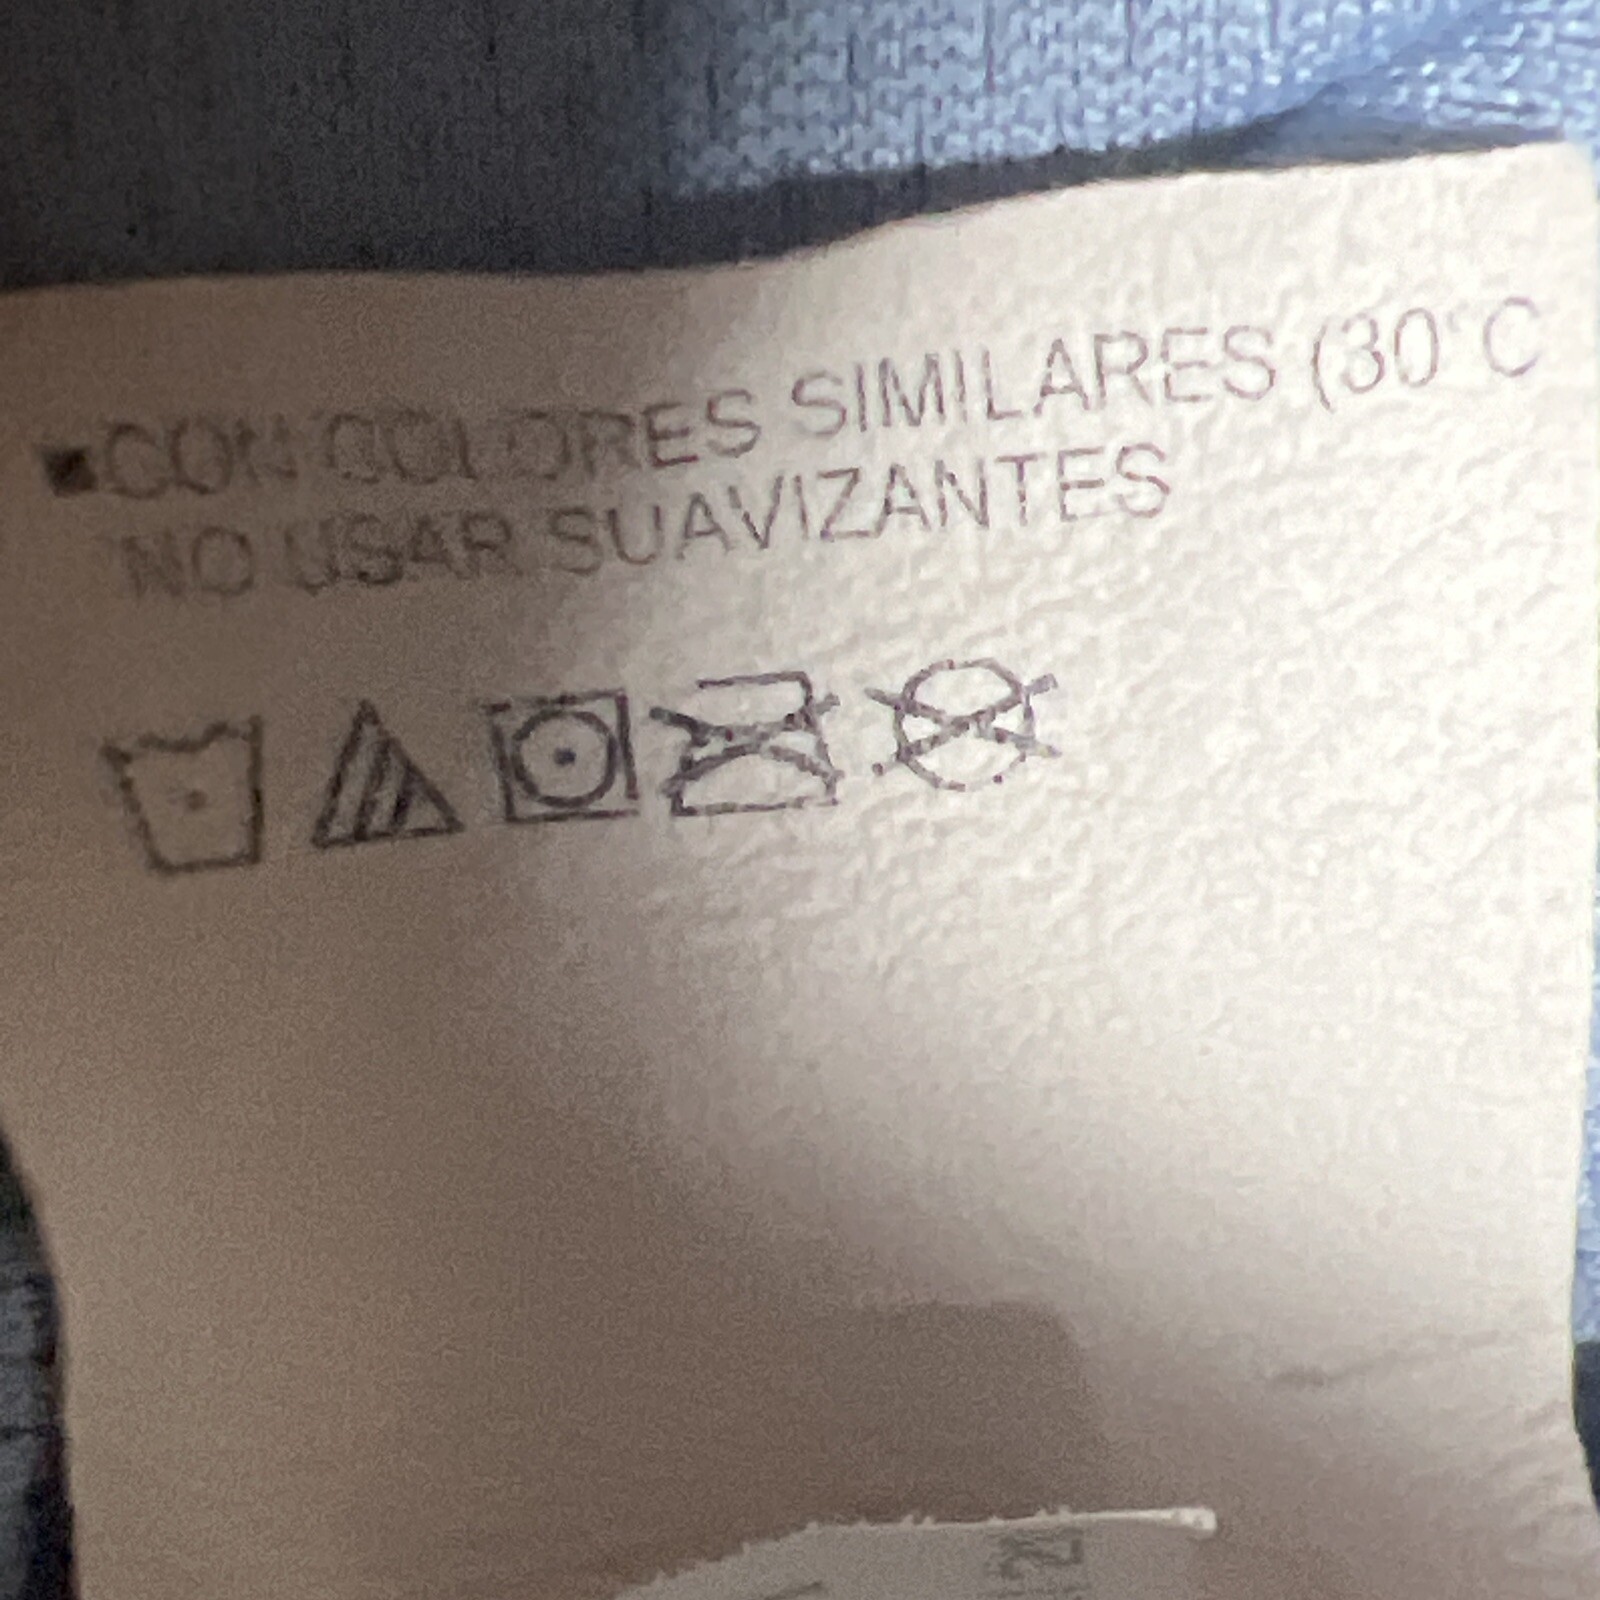 ▪CON COLORES SIMILARES (30°C
NO USAR SUAVIZANTES